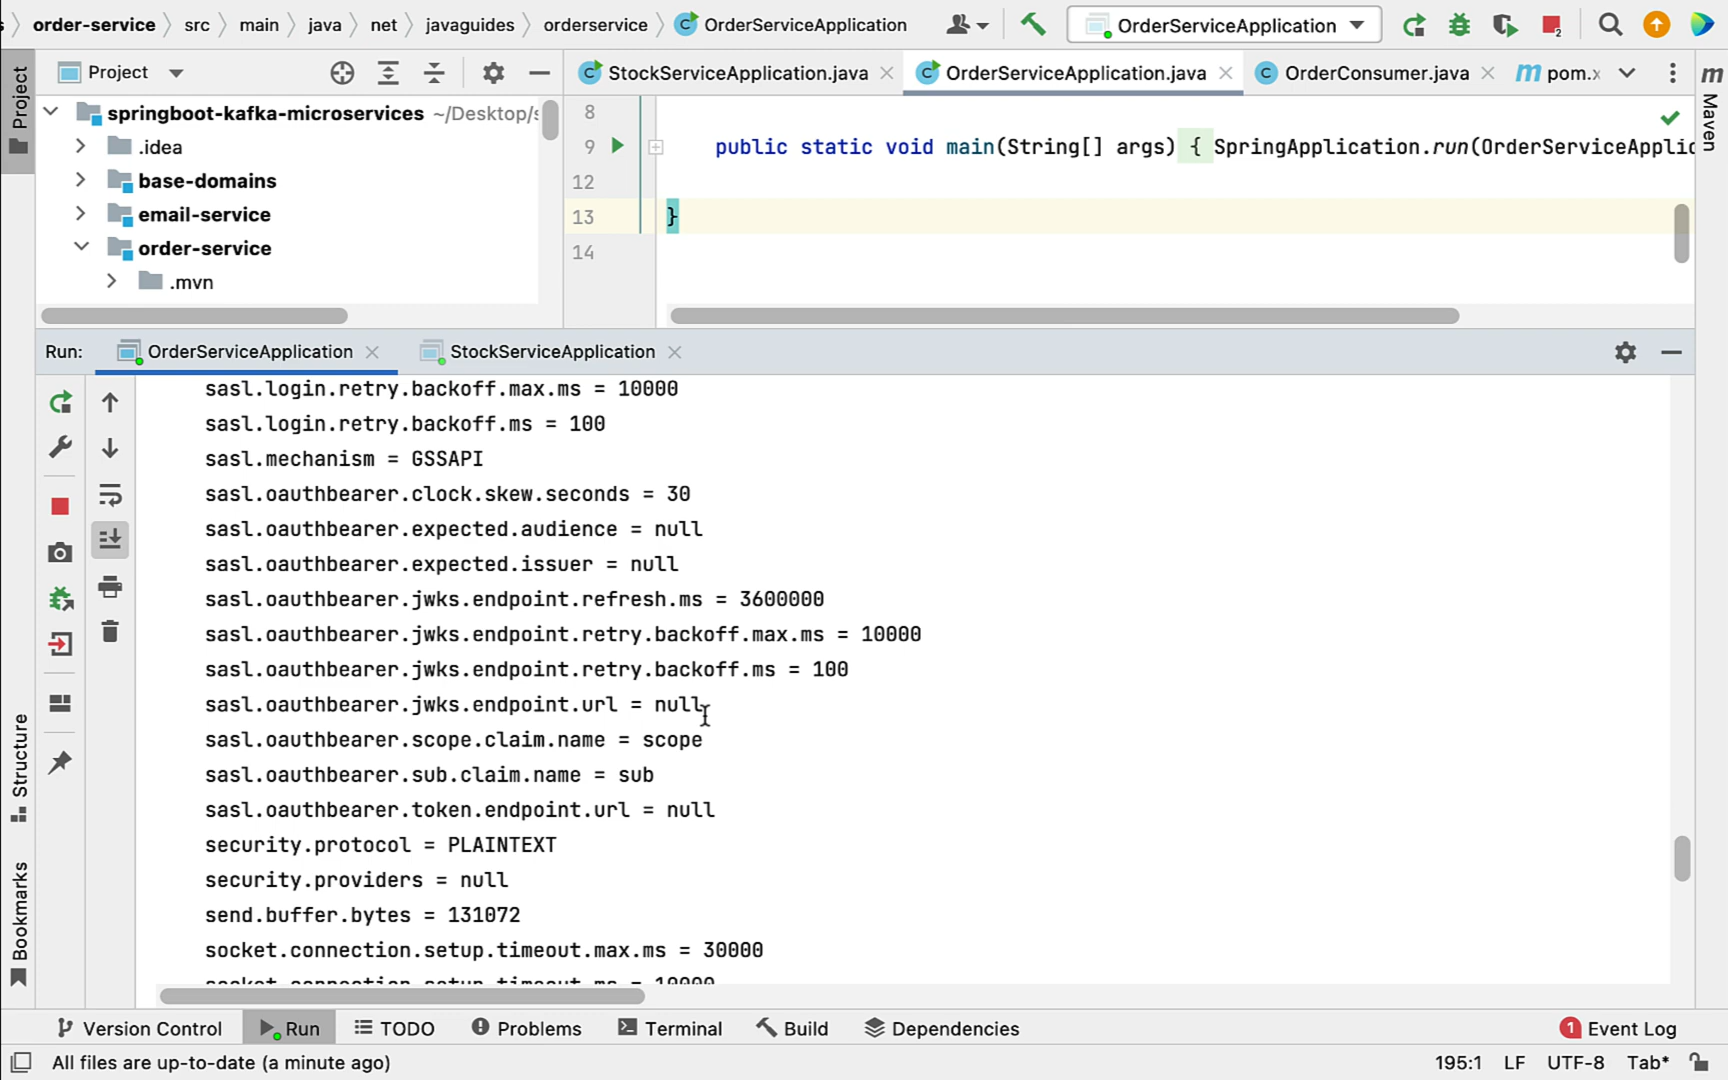 order-service 〉 src 〉 main 〉 java 〉 net 〉 javaguides 〉 orderservice 〉 OrderServiceApplication
OrderServiceApplication
Project
StockServiceApplication.java
OrderServiceApplication.java
OrderConsumer.java
pom.x
Project
Maven
springboot-kafka-microservices ~/Desktop/s
.idea
base-domains
email-service
order-service
.mvn
8
9 public static void main(String[] args) { SpringApplication.run(OrderServiceApplic
12
13 }
14
Run: OrderServiceApplication StockServiceApplication
sasl.login.retry.backoff.max.ms = 10000
sasl.login.retry.backoff.ms = 100
sasl.mechanism = GSSAPI
sasl.oauthbearer.clock.skew.seconds = 30
sasl.oauthbearer.expected.audience = null
sasl.oauthbearer.expected.issuer = null
sasl.oauthbearer.jwks.endpoint.refresh.ms = 3600000
sasl.oauthbearer.jwks.endpoint.retry.backoff.max.ms = 10000
sasl.oauthbearer.jwks.endpoint.retry.backoff.ms = 100
sasl.oauthbearer.jwks.endpoint.url = null
sasl.oauthbearer.scope.claim.name = scope
sasl.oauthbearer.sub.claim.name = sub
sasl.oauthbearer.token.endpoint.url = null
security.protocol = PLAINTEXT
security.providers = null
send.buffer.bytes = 131072
socket.connection.setup.timeout.max.ms = 30000
socket.connection.setup.timeout.ms = 10000
Structure
Bookmarks
Version Control
Run
TODO
Problems
Terminal
Build
Dependencies
1 Event Log
All files are up-to-date (a minute ago)
195:1 LF UTF-8 Tab*